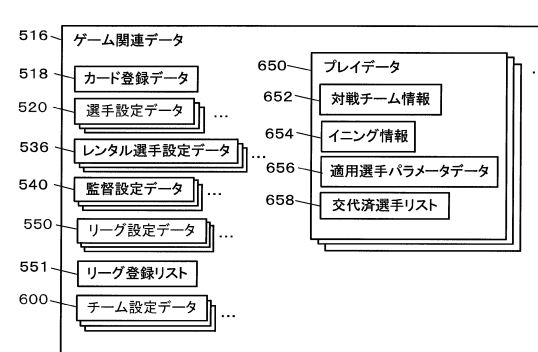 516 ゲーム関連データ
518 カード登録データ
520 選手設定データ …
536 レンタル選手設定データ …
540 監督設定データ …
550 リーグ設定データ …
551 リーグ登録リスト
600 チーム設定データ …
650 プレイデータ
652 対戦チーム情報
654 イニング情報
656 適用選手パラメータデータ
658 交代済選手リスト